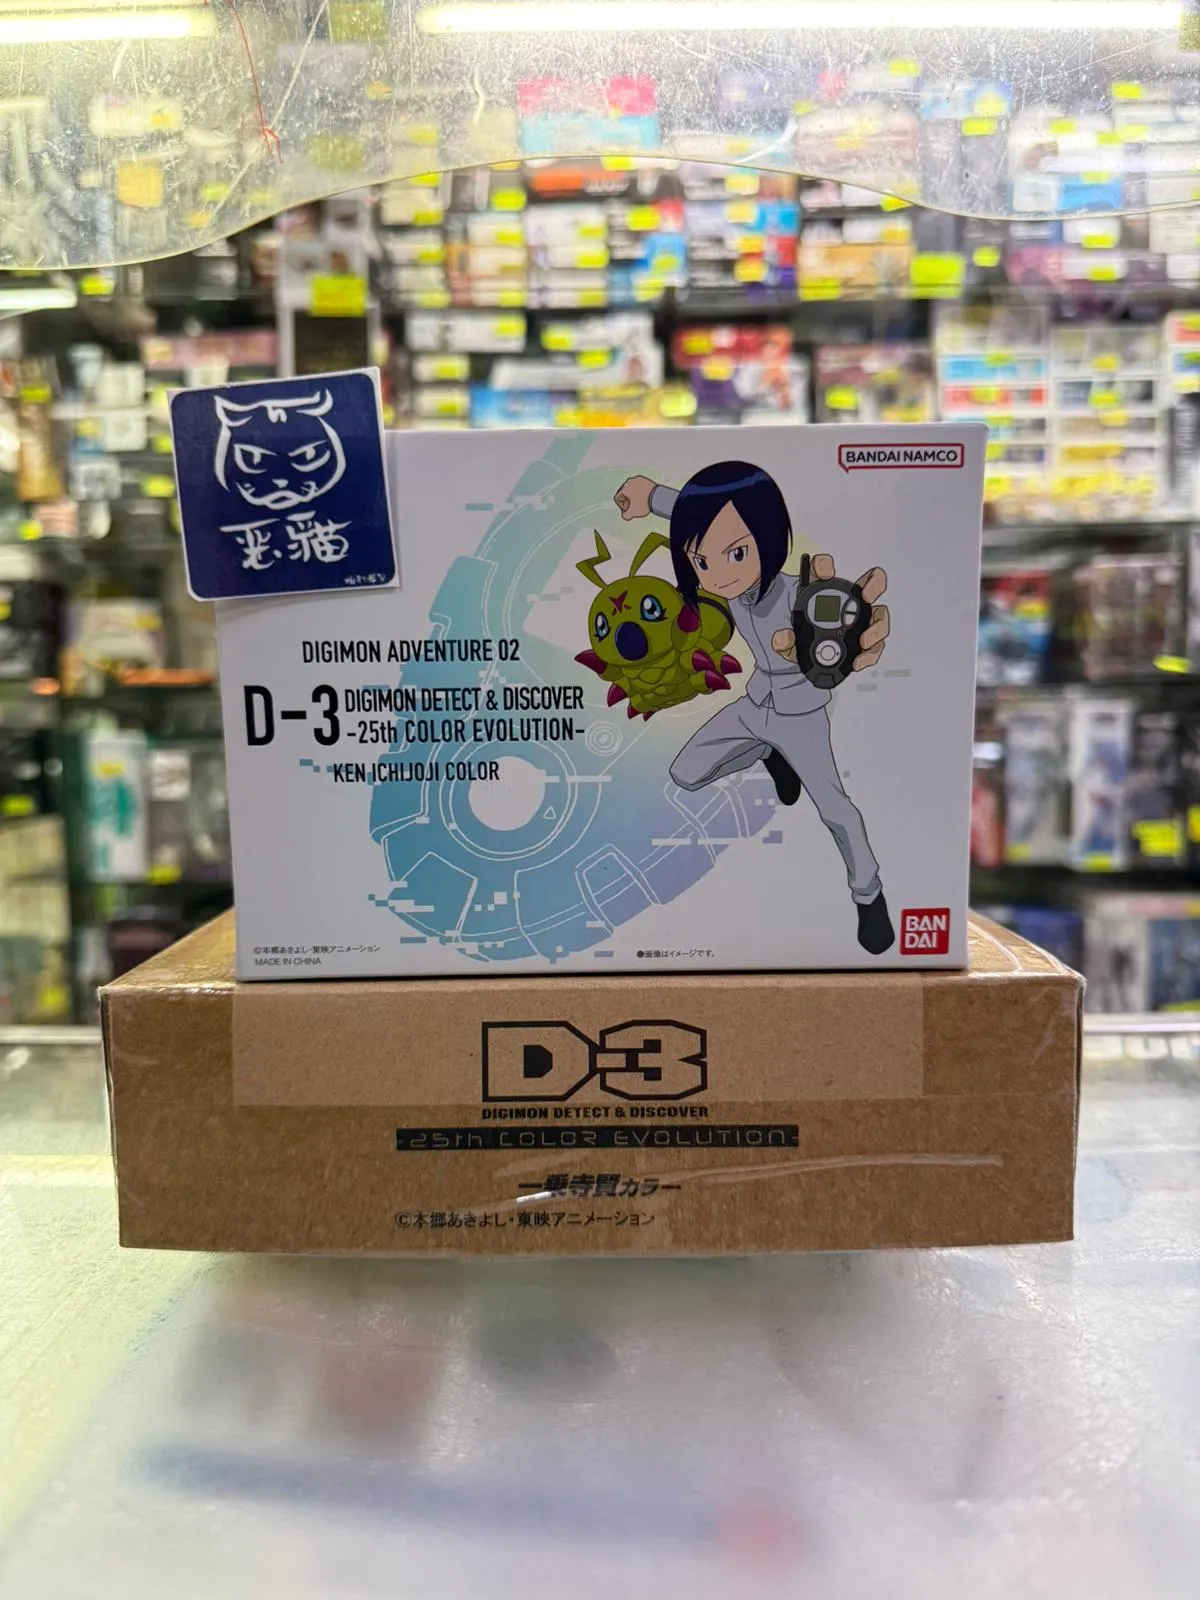 惡貓
BANDAI NAMCO
DIGIMON ADVENTURE 02
D-3 DIGIMON DETECT & DISCOVER
-25th COLOR EVOLUTION-
KEN ICHIJOJI COLOR
©本郷あきよし・東映アニメーション
MADE IN CHINA
●画像はイメージです。
BAN
DAI
D-3
DIGIMON DETECT & DISCOVER
-25th COLOR EVOLUTION-
一乗寺賢カラー
©本郷あきよし・東映アニメーション